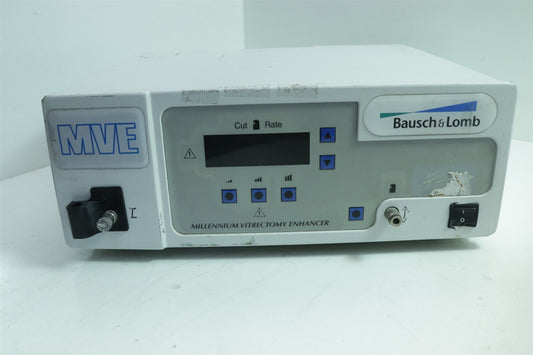 Cut Rate
MVE
Bausch & Lomb
MILLENNIUM VITRECTOMY ENHANCER